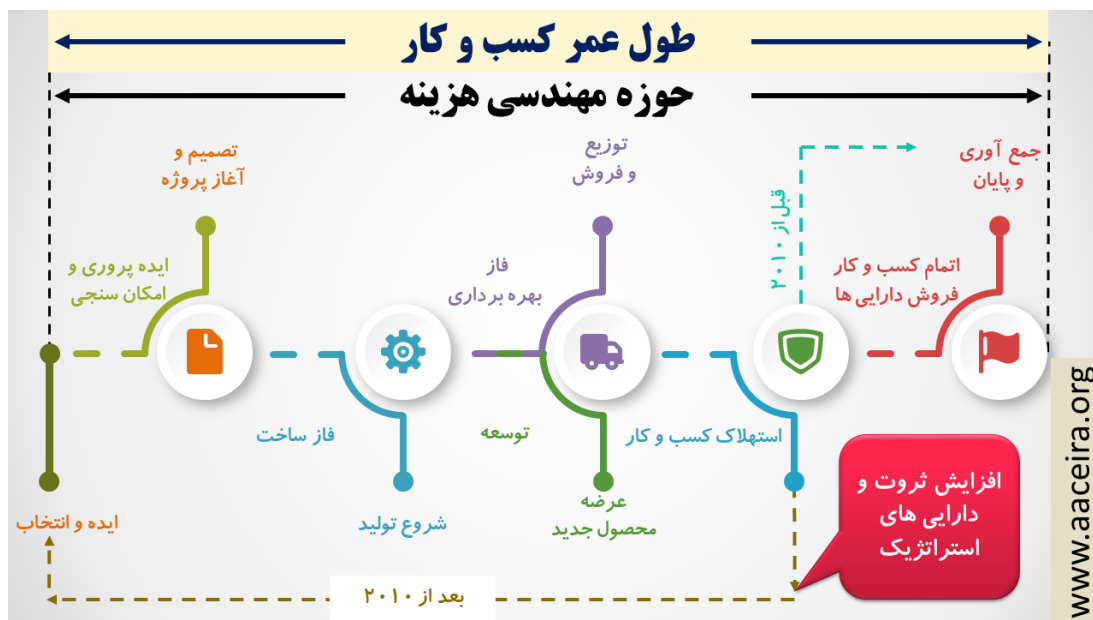 طول عمر کسب و کار
حوزه مهندسی هزینه
تصمیم و
آغاز پروژه
توزیع
و فروش
جمع آوری
و پایان
قبل از ۲۰۱۰
ایده پروری و
امکان سنجی
فاز
بهره برداری
اتمام کسب و کار
فروش دارایی ها
فاز ساخت
توسعه
استهلاک کسب و کار
ایده و انتخاب
شروع تولید
عرضه
محصول جدید
افزایش ثروت و
دارایی های
استراتژیک
بعد از ۲۰۱۰
www.aaceira.org